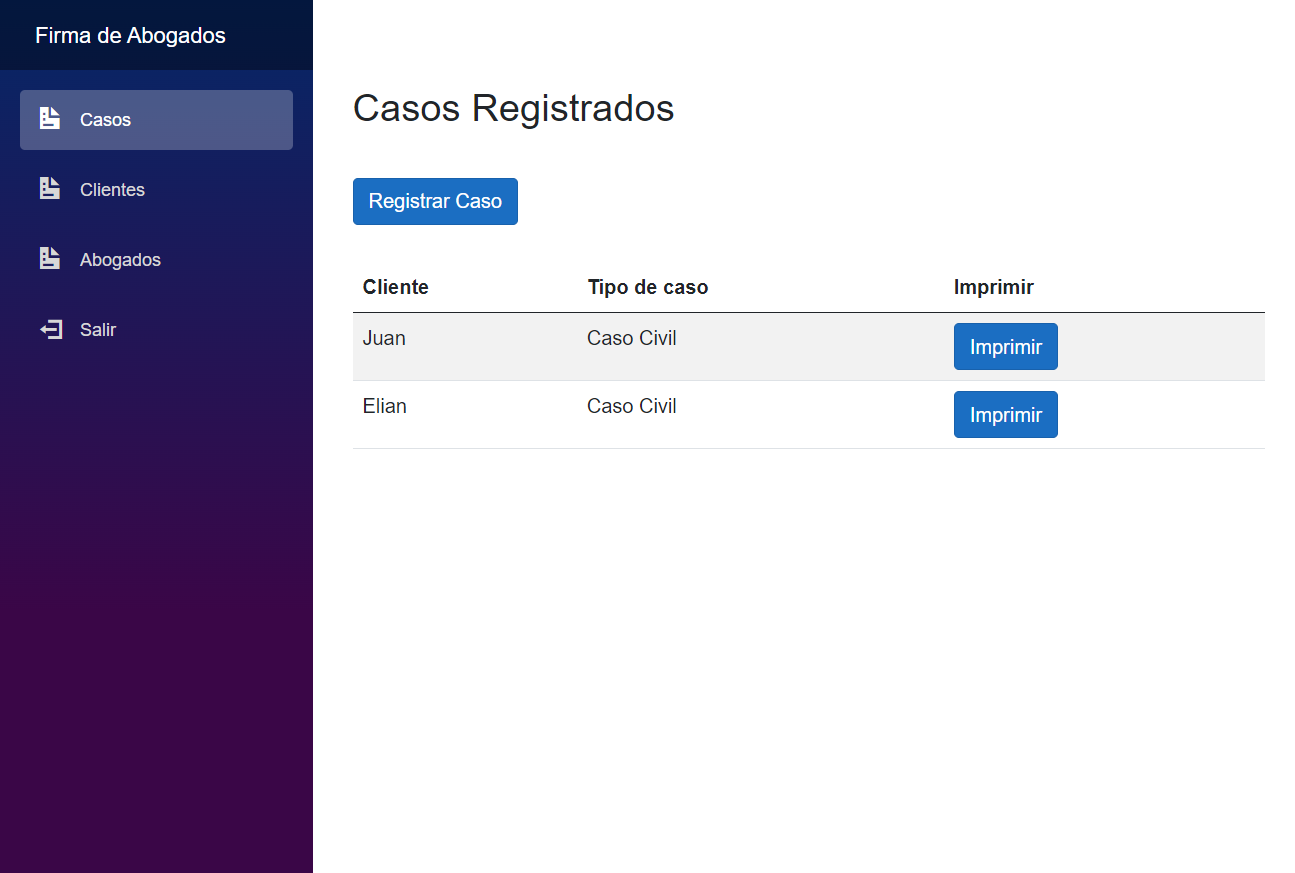 Firma de Abogados
Casos
Clientes
Abogados
Salir
Casos Registrados
Registrar Caso
Cliente Tipo de caso Imprimir
Juan Caso Civil Imprimir
Elian Caso Civil Imprimir